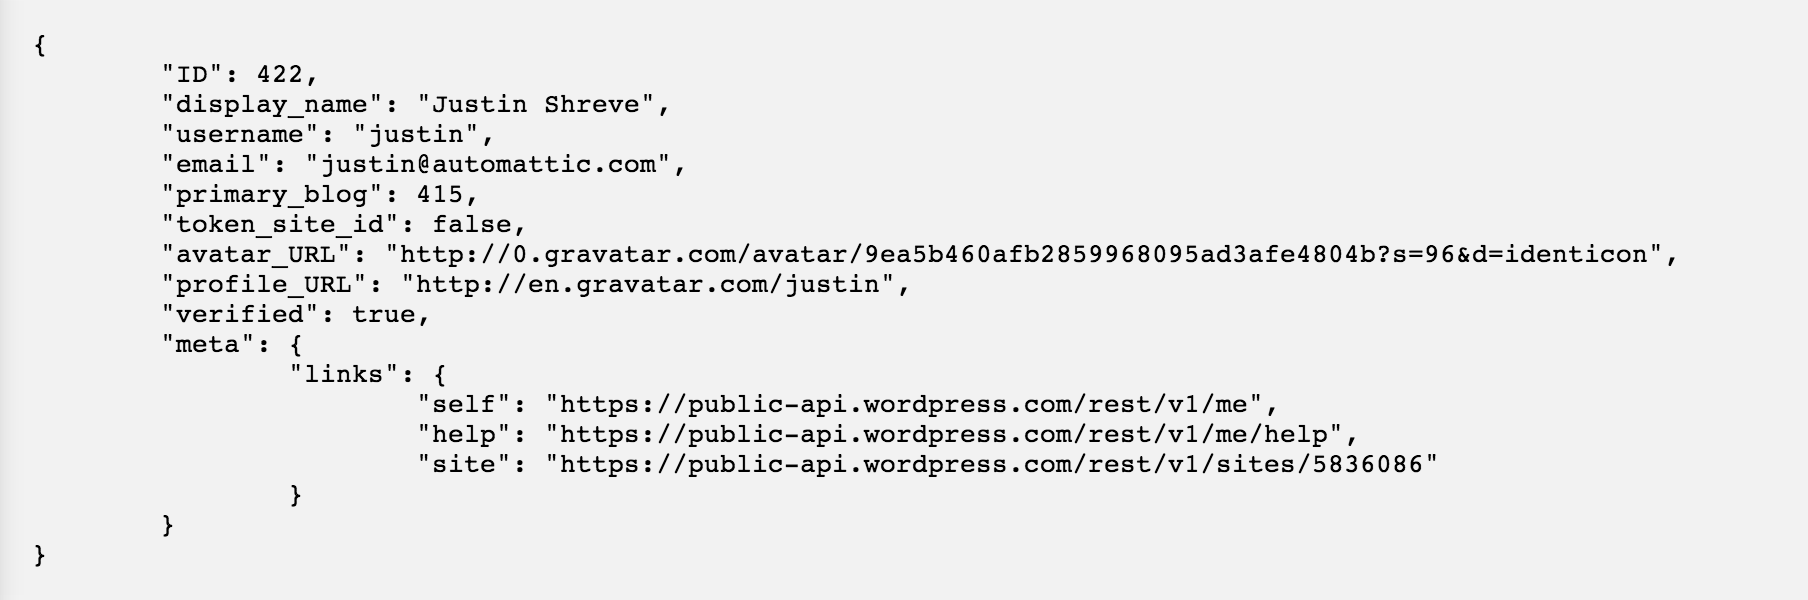 {
"ID": 422,
"display_name": "Justin Shreve",
"username": "justin",
"email": "justin@automattic.com",
"primary_blog": 415,
"token_site_id": false,
"avatar_URL": "http://0.gravatar.com/avatar/9ea5b460afb2859968095ad3afe4804b?s=96&d=identicon",
"profile_URL": "http://en.gravatar.com/justin",
"verified": true,
"meta": {
"links": {
"self": "https://public-api.wordpress.com/rest/v1/me",
"help": "https://public-api.wordpress.com/rest/v1/me/help",
"site": "https://public-api.wordpress.com/rest/v1/sites/5836086"
}
}
}